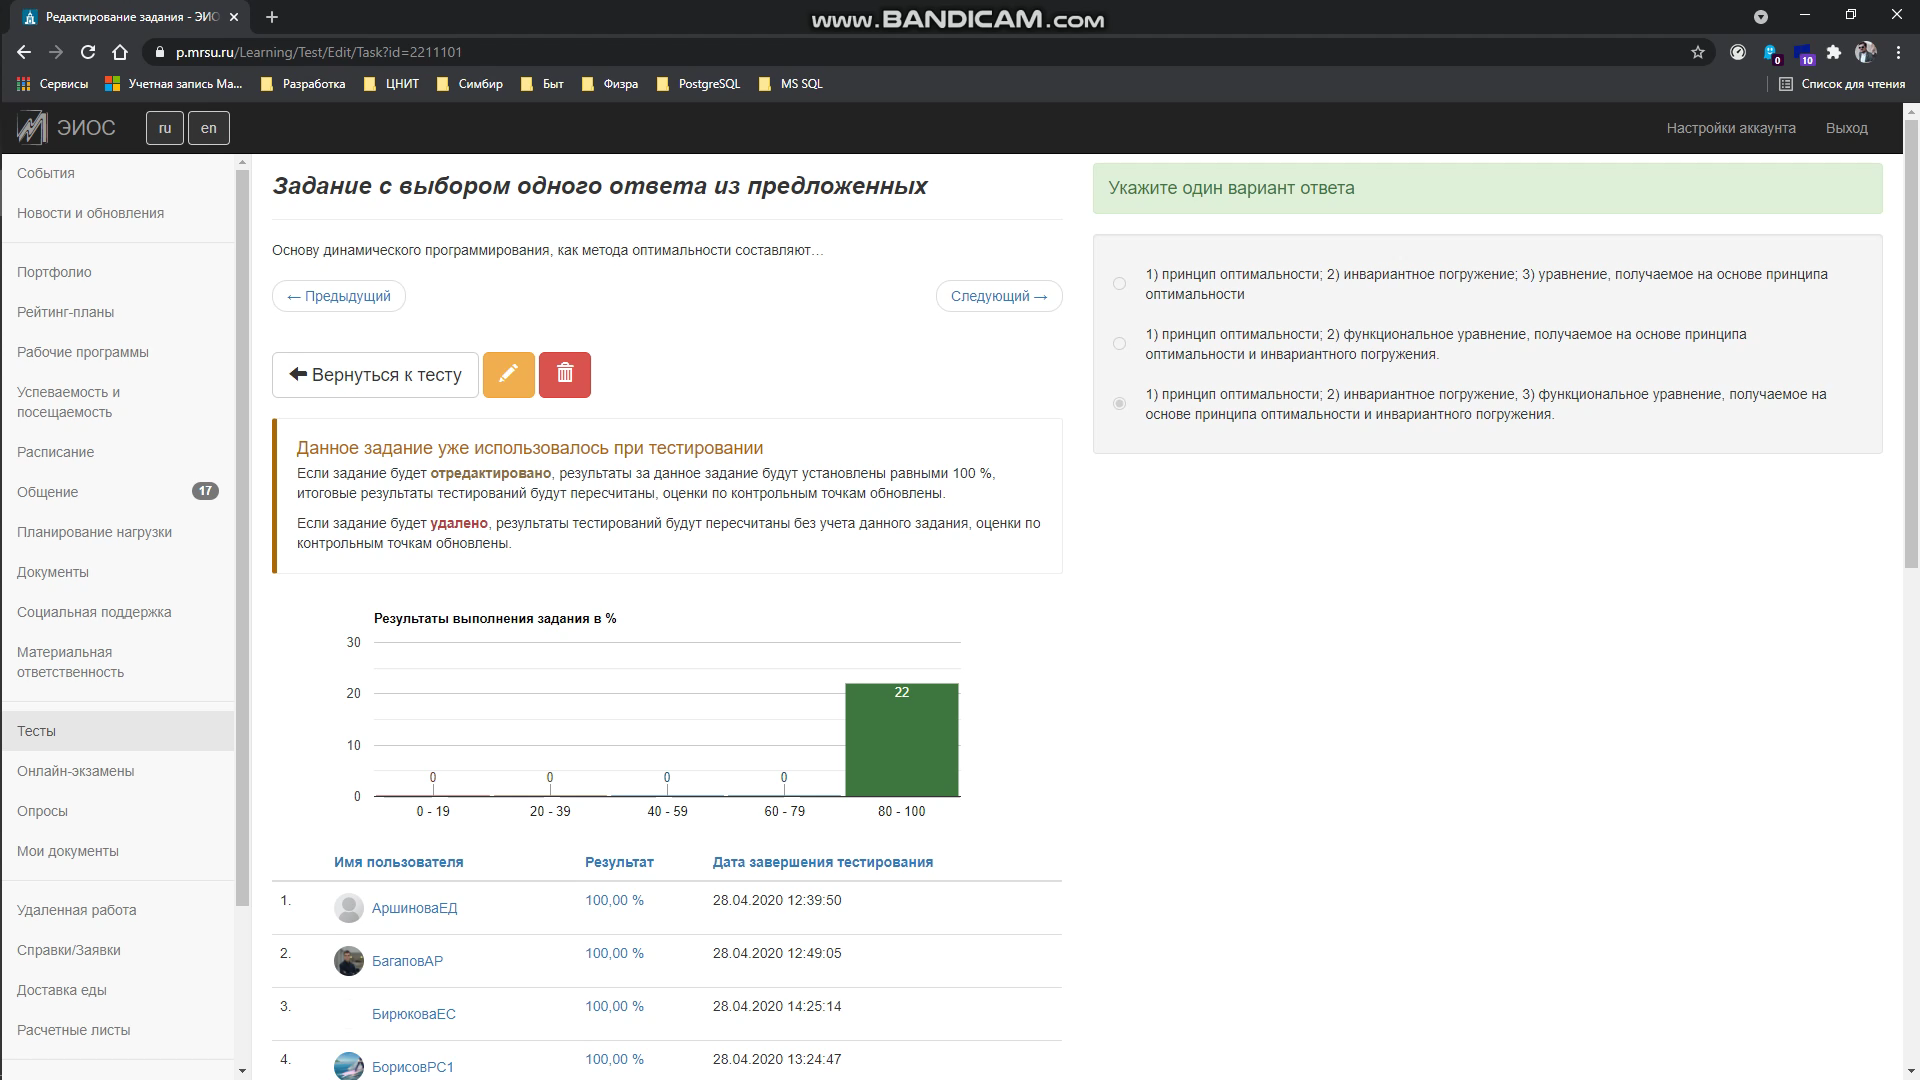 Редактирование задания - ЭИО
www.BANDICAM.com
p.mrsu.ru/Learning/Test/Edit/Task?id=2211101
0
10
Сервисы
Учетная запись Ма...
Разработка
ЦНИТ
Симбир
Быт
Физра
PostgreSQL
MS SQL
Список для чтения
ЭИОС
ru
en
Настройки аккаунта
Выход
События
Новости и обновления
Портфолио
Рейтинг-планы
Рабочие программы
Успеваемость и
посещаемость
Расписание
Общение
17
Планирование нагрузки
Документы
Социальная поддержка
Материальная
ответственность
Тесты
Онлайн-экзамены
Опросы
Мои документы
Удаленная работа
Справки/Заявки
Доставка еды
Расчетные листы
Задание с выбором одного ответа из предложенных
Основу динамического программирования, как метода оптимальности составляют…
← Предыдущий
Следующий →
Вернуться к тесту
Данное задание уже использовалось при тестировании
Если задание будет отредактировано, результаты за данное задание будут установлены равными 100 %,
итоговые результаты тестирований будут пересчитаны, оценки по контрольным точкам обновлены.
Если задание будет удалено, результаты тестирований будут пересчитаны без учета данного задания, оценки по
контрольным точкам обновлены.
Результаты выполнения задания в %
30
20
10
0
0
0
0
0
22
0 - 19
20 - 39
40 - 59
60 - 79
80 - 100
Имя пользователя
Результат
Дата завершения тестирования
1.
АршиноваЕД
100,00 %
28.04.2020 12:39:50
2.
БагаповАР
100,00 %
28.04.2020 12:49:05
3.
БирюковаЕС
100,00 %
28.04.2020 14:25:14
4.
БорисовРС1
100,00 %
28.04.2020 13:24:47
Укажите один вариант ответа
1) принцип оптимальности; 2) инвариантное погружение; 3) уравнение, получаемое на основе принципа
оптимальности
1) принцип оптимальности; 2) функциональное уравнение, получаемое на основе принципа
оптимальности и инвариантного погружения.
1) принцип оптимальности; 2) инвариантное погружение, 3) функциональное уравнение, получаемое на
основе принципа оптимальности и инвариантного погружения.